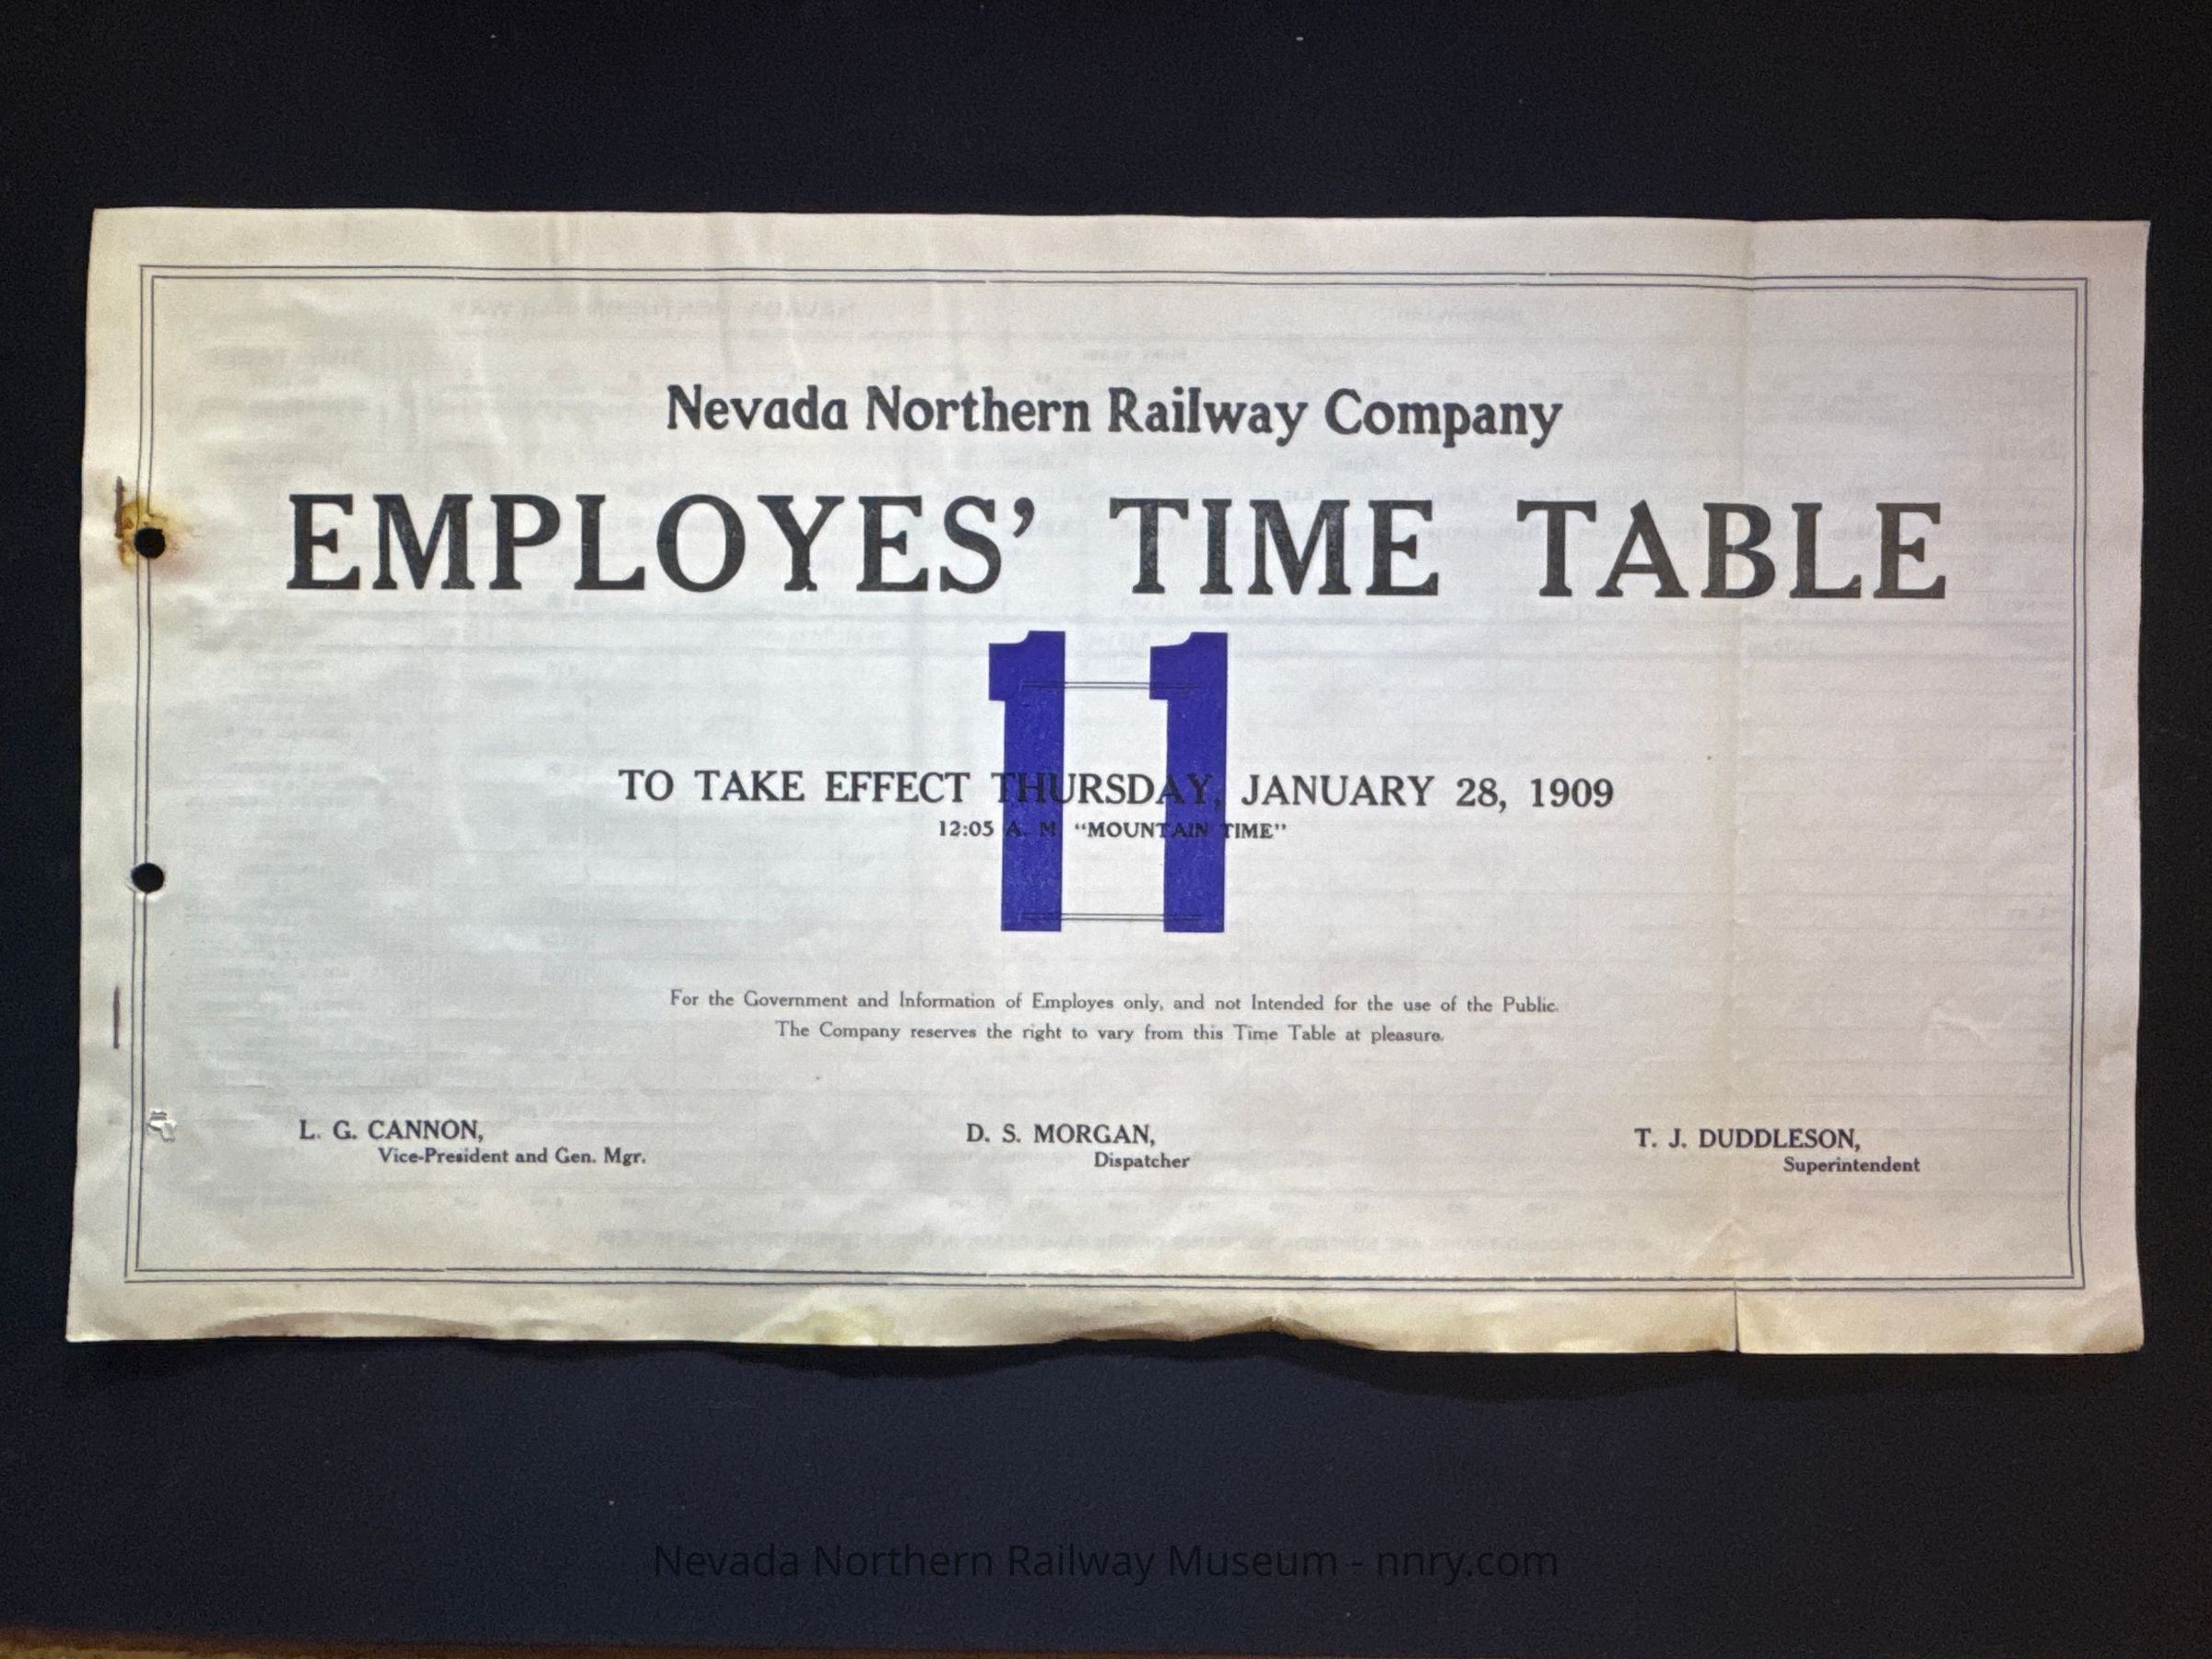 Nevada Northern Railway Company
EMPLOYES' TIME TABLE
11
TO TAKE EFFECT THURSDAY, JANUARY 28, 1909
12:05 A. M. "MOUNTAIN TIME"
For the Government and Information of Employes only, and not Intended for the use of the Public.
The Company reserves the right to vary from this Time Table at pleasure.
L. G. CANNON,
Vice-President and Gen. Mgr.
D. S. MORGAN,
Dispatcher
T. J. DUDDLESON,
Superintendent
Nevada Northern Railway Museum - nnry.com